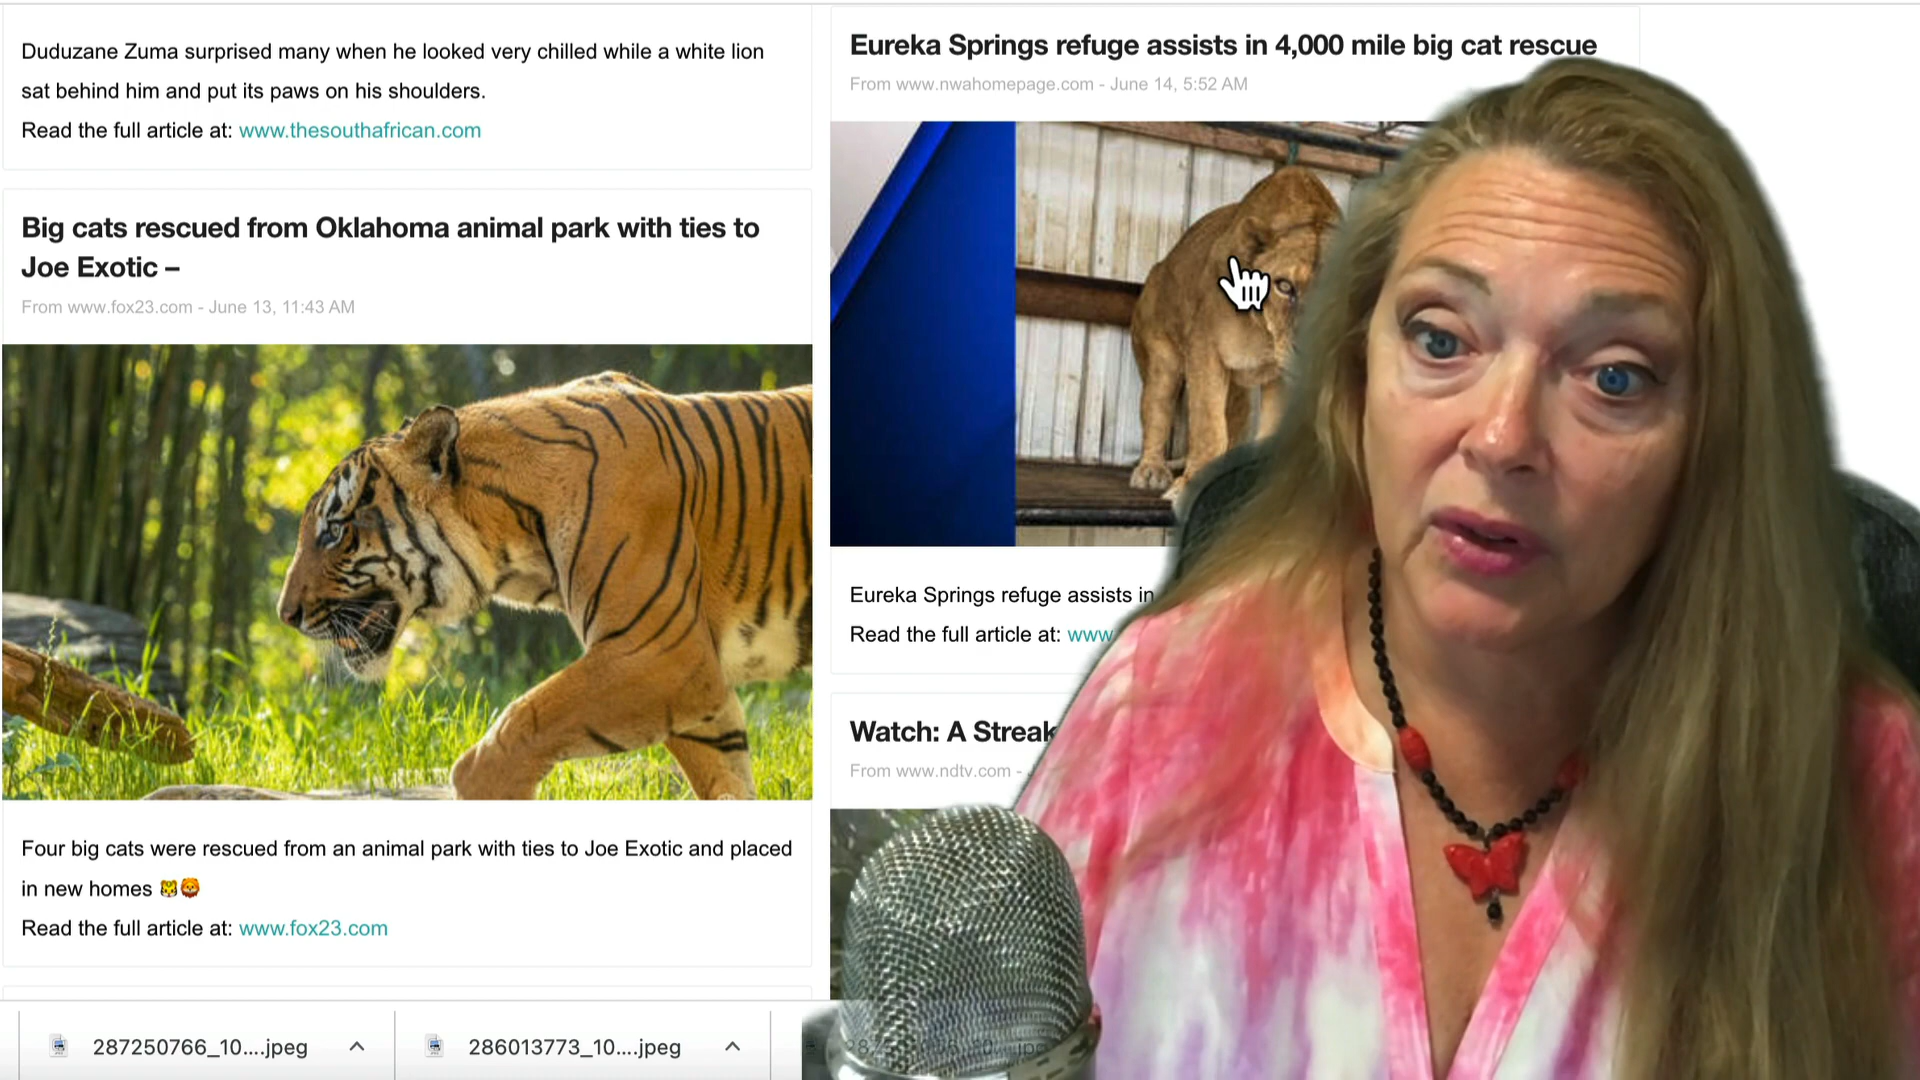 Duduzane Zuma surprised many when he looked very chilled while a white lion
sat behind him and put its paws on his shoulders.
Read the full article at: www.thesouthafrican.com
Big cats rescued from Oklahoma animal park with ties to
Joe Exotic –
From www.fox23.com - June 13, 11:43 AM
Four big cats were rescued from an animal park with ties to Joe Exotic and placed
in new homes 🐯🦁
Read the full article at: www.fox23.com
Eureka Springs refuge assists in 4,000 mile big cat rescue
From www.nwahomepage.com - June 14, 5:52 AM
Eureka Springs refuge assists in
Read the full article at: www
Watch: A Streak
From www.ndtv.com -
287250766_10....jpeg
286013773_10....jpeg